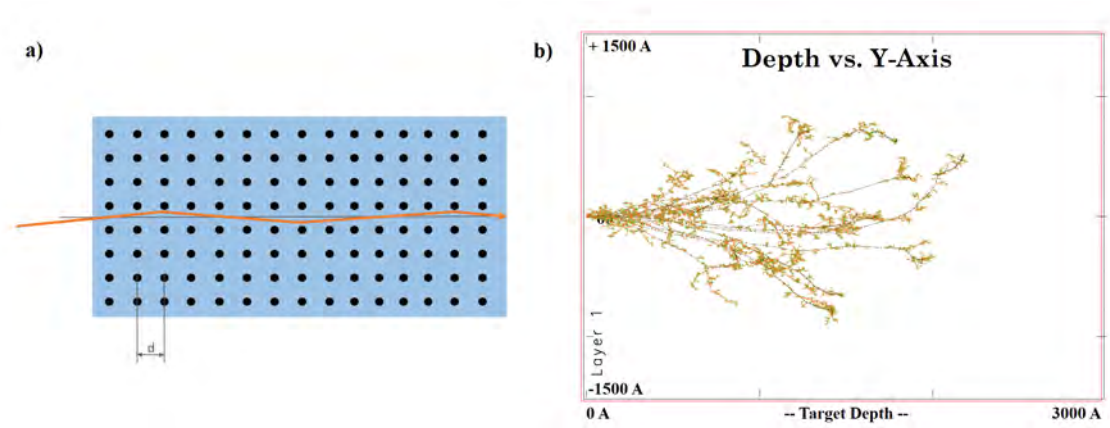 a)
d
b)
+ 1500 A
Depth vs. Y-Axis
Layer 1
-1500 A
0 A
-- Target Depth --
3000 A